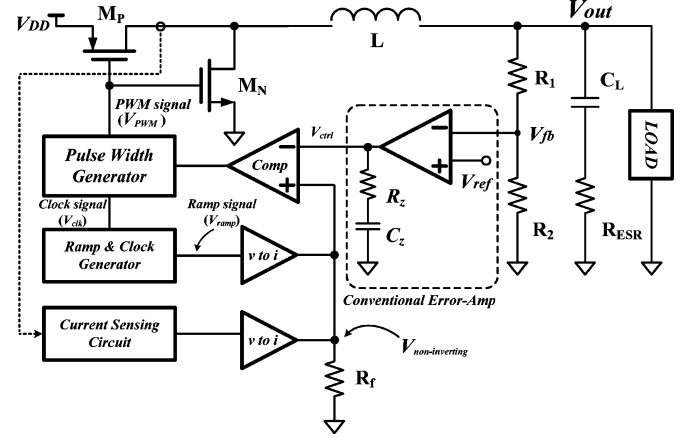 M_P
V_DD
Vout
L
M_N
R_1
C_L
PWM signal
(V_PWM)
V_ctrl
V_fb
LOAD
Pulse Width
Generator
Comp
−
+
−
+
V_ref
Clock signal
(V_clk)
Ramp signal
(V_ramp)
R_z
R_2
R_ESR
Ramp & Clock
Generator
v to i
C_z
Conventional Error-Amp
Current Sensing
Circuit
v to i
V_non-inverting
R_f